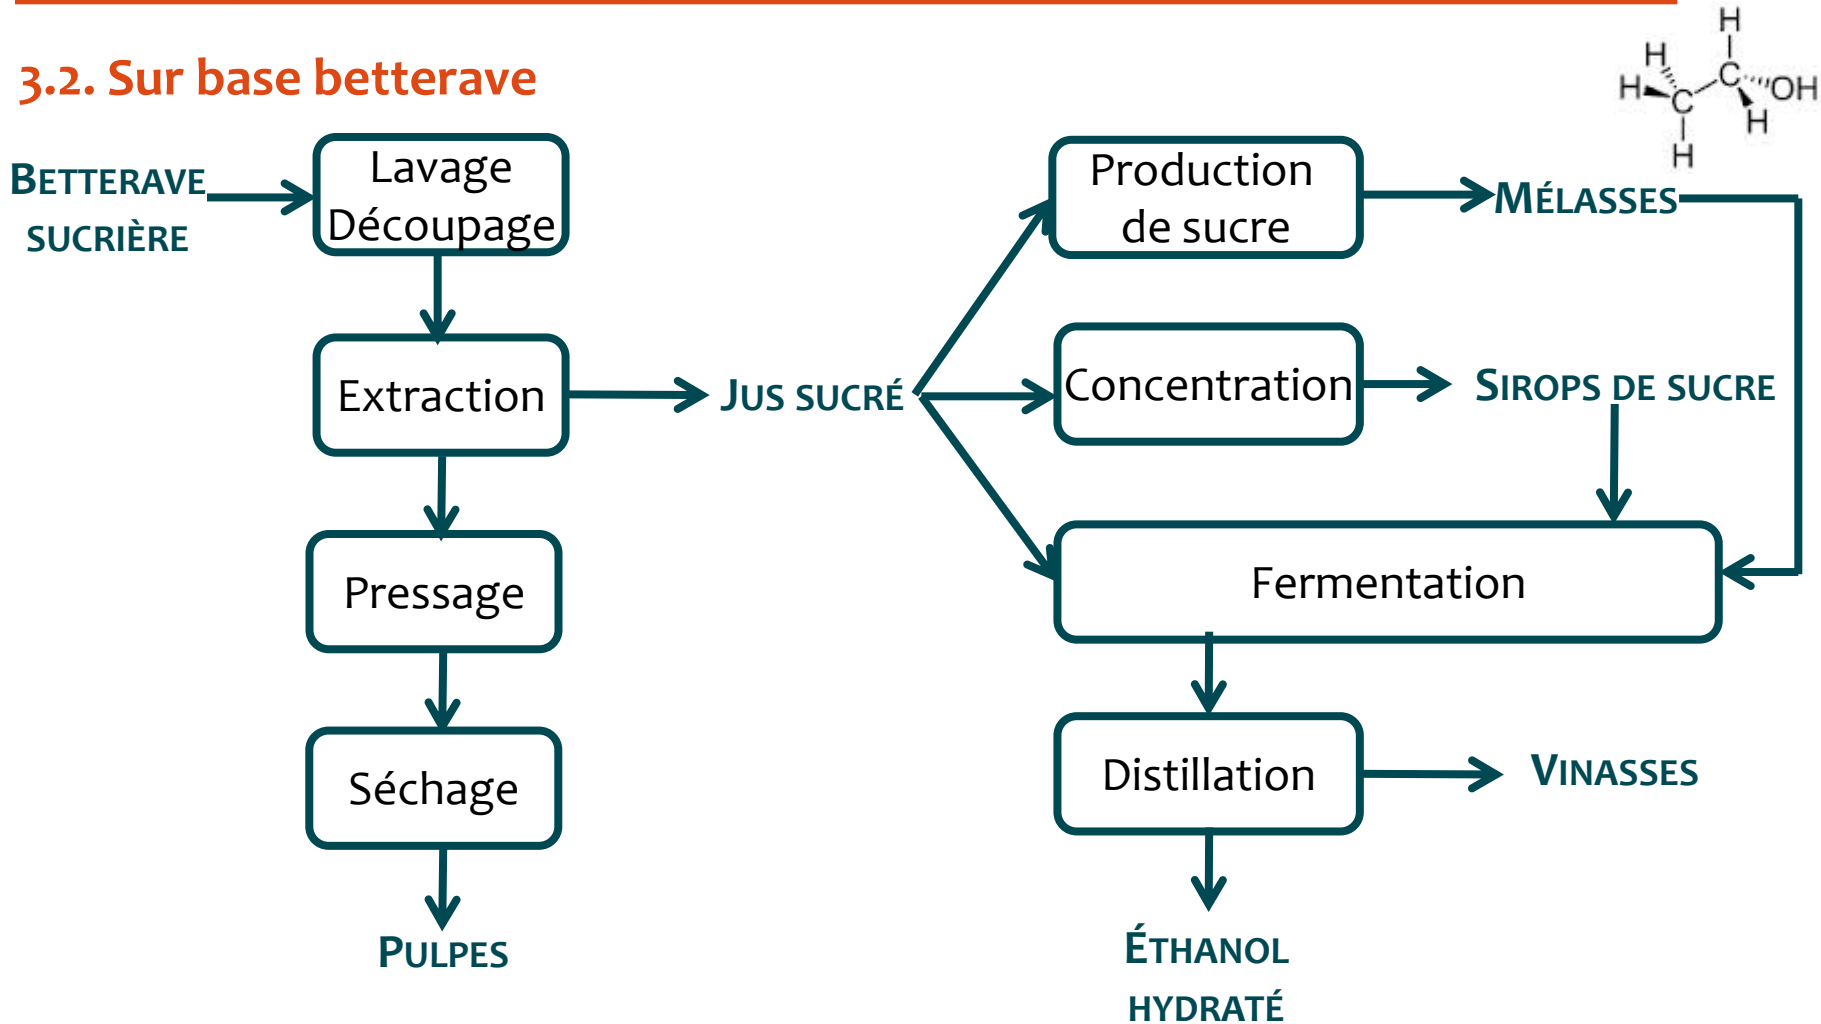 3.2. Sur base betterave
BETTERAVE
SUCRIÈRE
Lavage
Découpage
Extraction
Pressage
Séchage
PULPES
JUS SUCRÉ
Production
de sucre
MÉLASSES
Concentration
SIROPS DE SUCRE
Fermentation
Distillation
VINASSES
ÉTHANOL
HYDRATÉ
H
H
H
C
C
OH
H
H